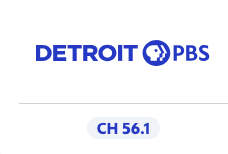 DETROIT PBS
CH 56.1